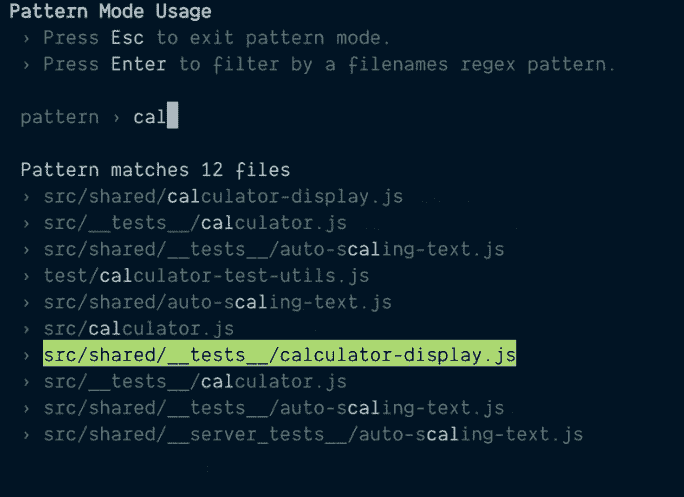 Pattern Mode Usage
› Press Esc to exit pattern mode.
› Press Enter to filter by a filenames regex pattern.
pattern › cal
Pattern matches 12 files
› src/shared/calculator-display.js
› src/__tests__/calculator.js
› src/shared/__tests__/auto-scaling-text.js
› test/calculator-test-utils.js
› src/shared/auto-scaling-text.js
› src/calculator.js
› src/shared/__tests__/calculator-display.js
› src/__tests__/calculator.js
› src/shared/__tests__/auto-scaling-text.js
› src/shared/__server_tests__/auto-scaling-text.js